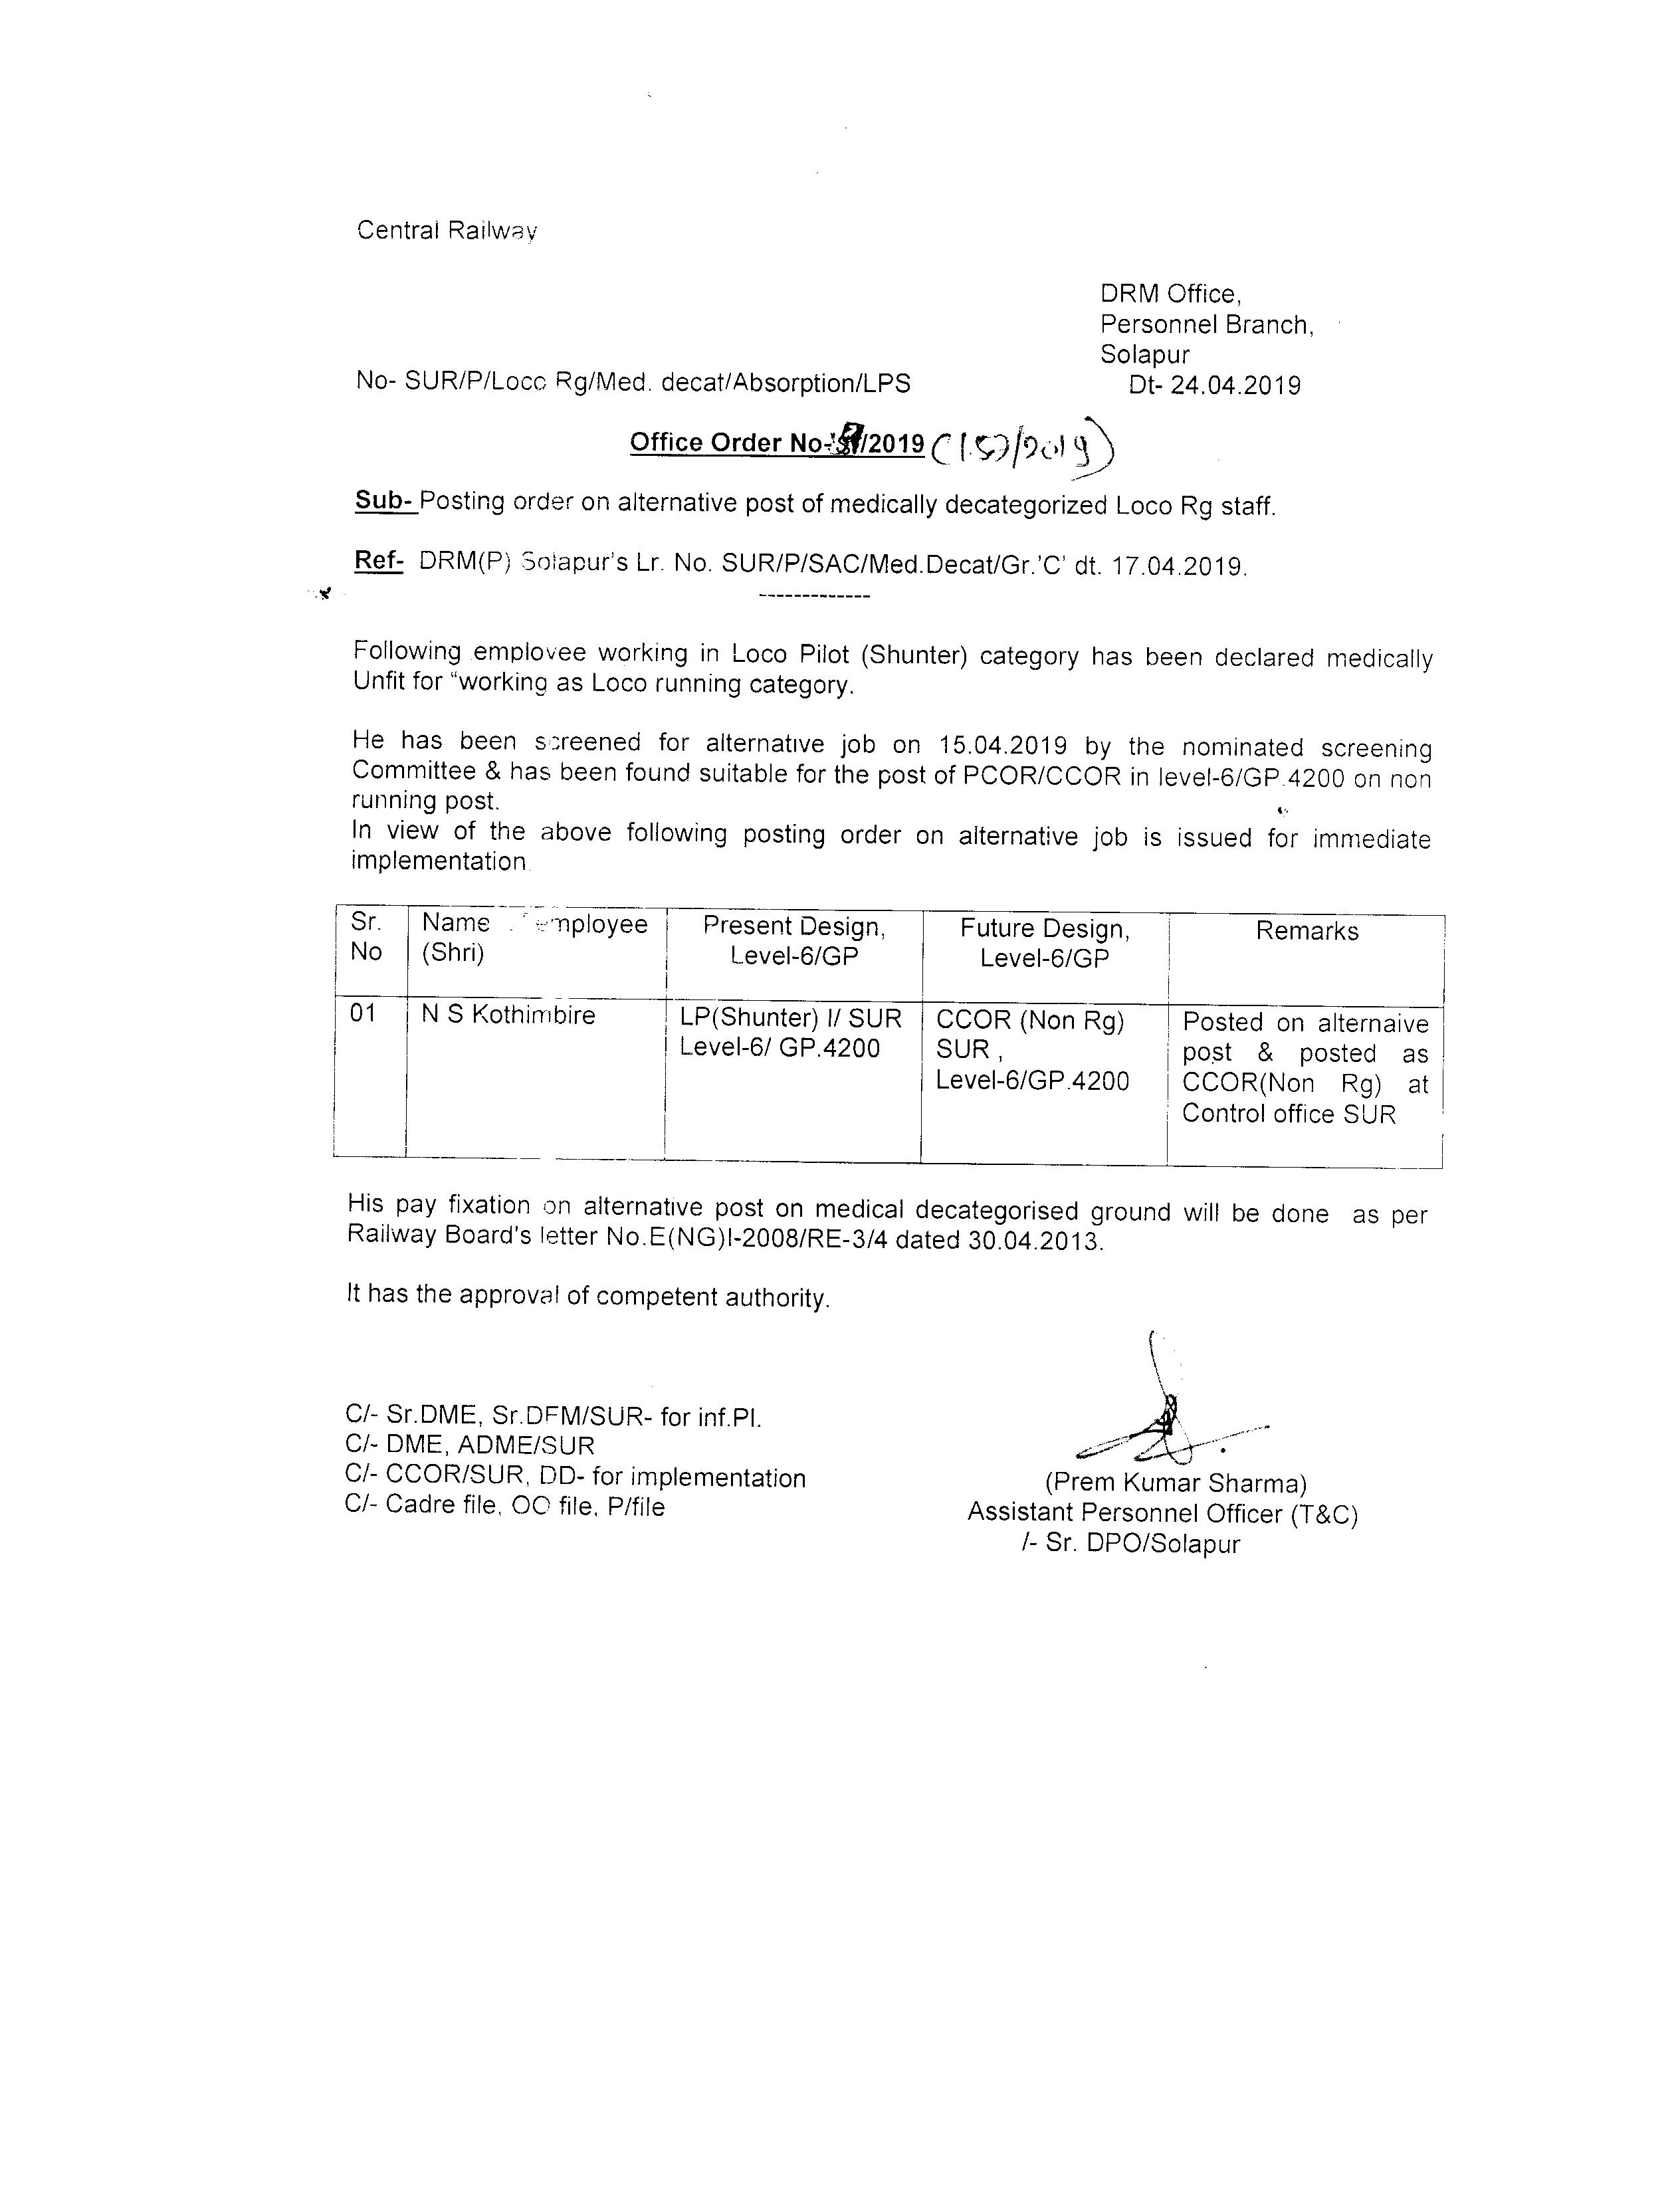 Central Railway
DRM Office,
Personnel Branch,
Solapur
No- SUR/P/Loco Rg/Med. decat/Absorption/LPS Dt- 24.04.2019
Office Order No- /2019 (157/2019)
Sub- Posting order on alternative post of medically decategorized Loco Rg staff.
Ref- DRM(P) Solapur's Lr. No. SUR/P/SAC/Med.Decat/Gr.'C' dt. 17.04.2019.
-------------
Following employee working in Loco Pilot (Shunter) category has been declared medically
Unfit for "working as Loco running category.
He has been screened for alternative job on 15.04.2019 by the nominated screening
Committee & has been found suitable for the post of PCOR/CCOR in level-6/GP.4200 on non
running post.
In view of the above following posting order on alternative job is issued for immediate
implementation
Sr. Name employee Present Design, Future Design, Remarks
No (Shri) Level-6/GP Level-6/GP
01 N S Kothimbire LP(Shunter) I/ SUR CCOR (Non Rg) Posted on alternaive
Level-6/ GP.4200 SUR , post & posted as
Level-6/GP.4200 CCOR(Non Rg) at
Control office SUR
His pay fixation on alternative post on medical decategorised ground will be done as per
Railway Board's letter No.E(NG)I-2008/RE-3/4 dated 30.04.2013.
It has the approval of competent authority.
C/- Sr.DME, Sr.DFM/SUR- for inf.Pl.
C/- DME, ADME/SUR
C/- CCOR/SUR, DD- for implementation
C/- Cadre file, OO file, P/file
(Prem Kumar Sharma)
Assistant Personnel Officer (T&C)
/- Sr. DPO/Solapur